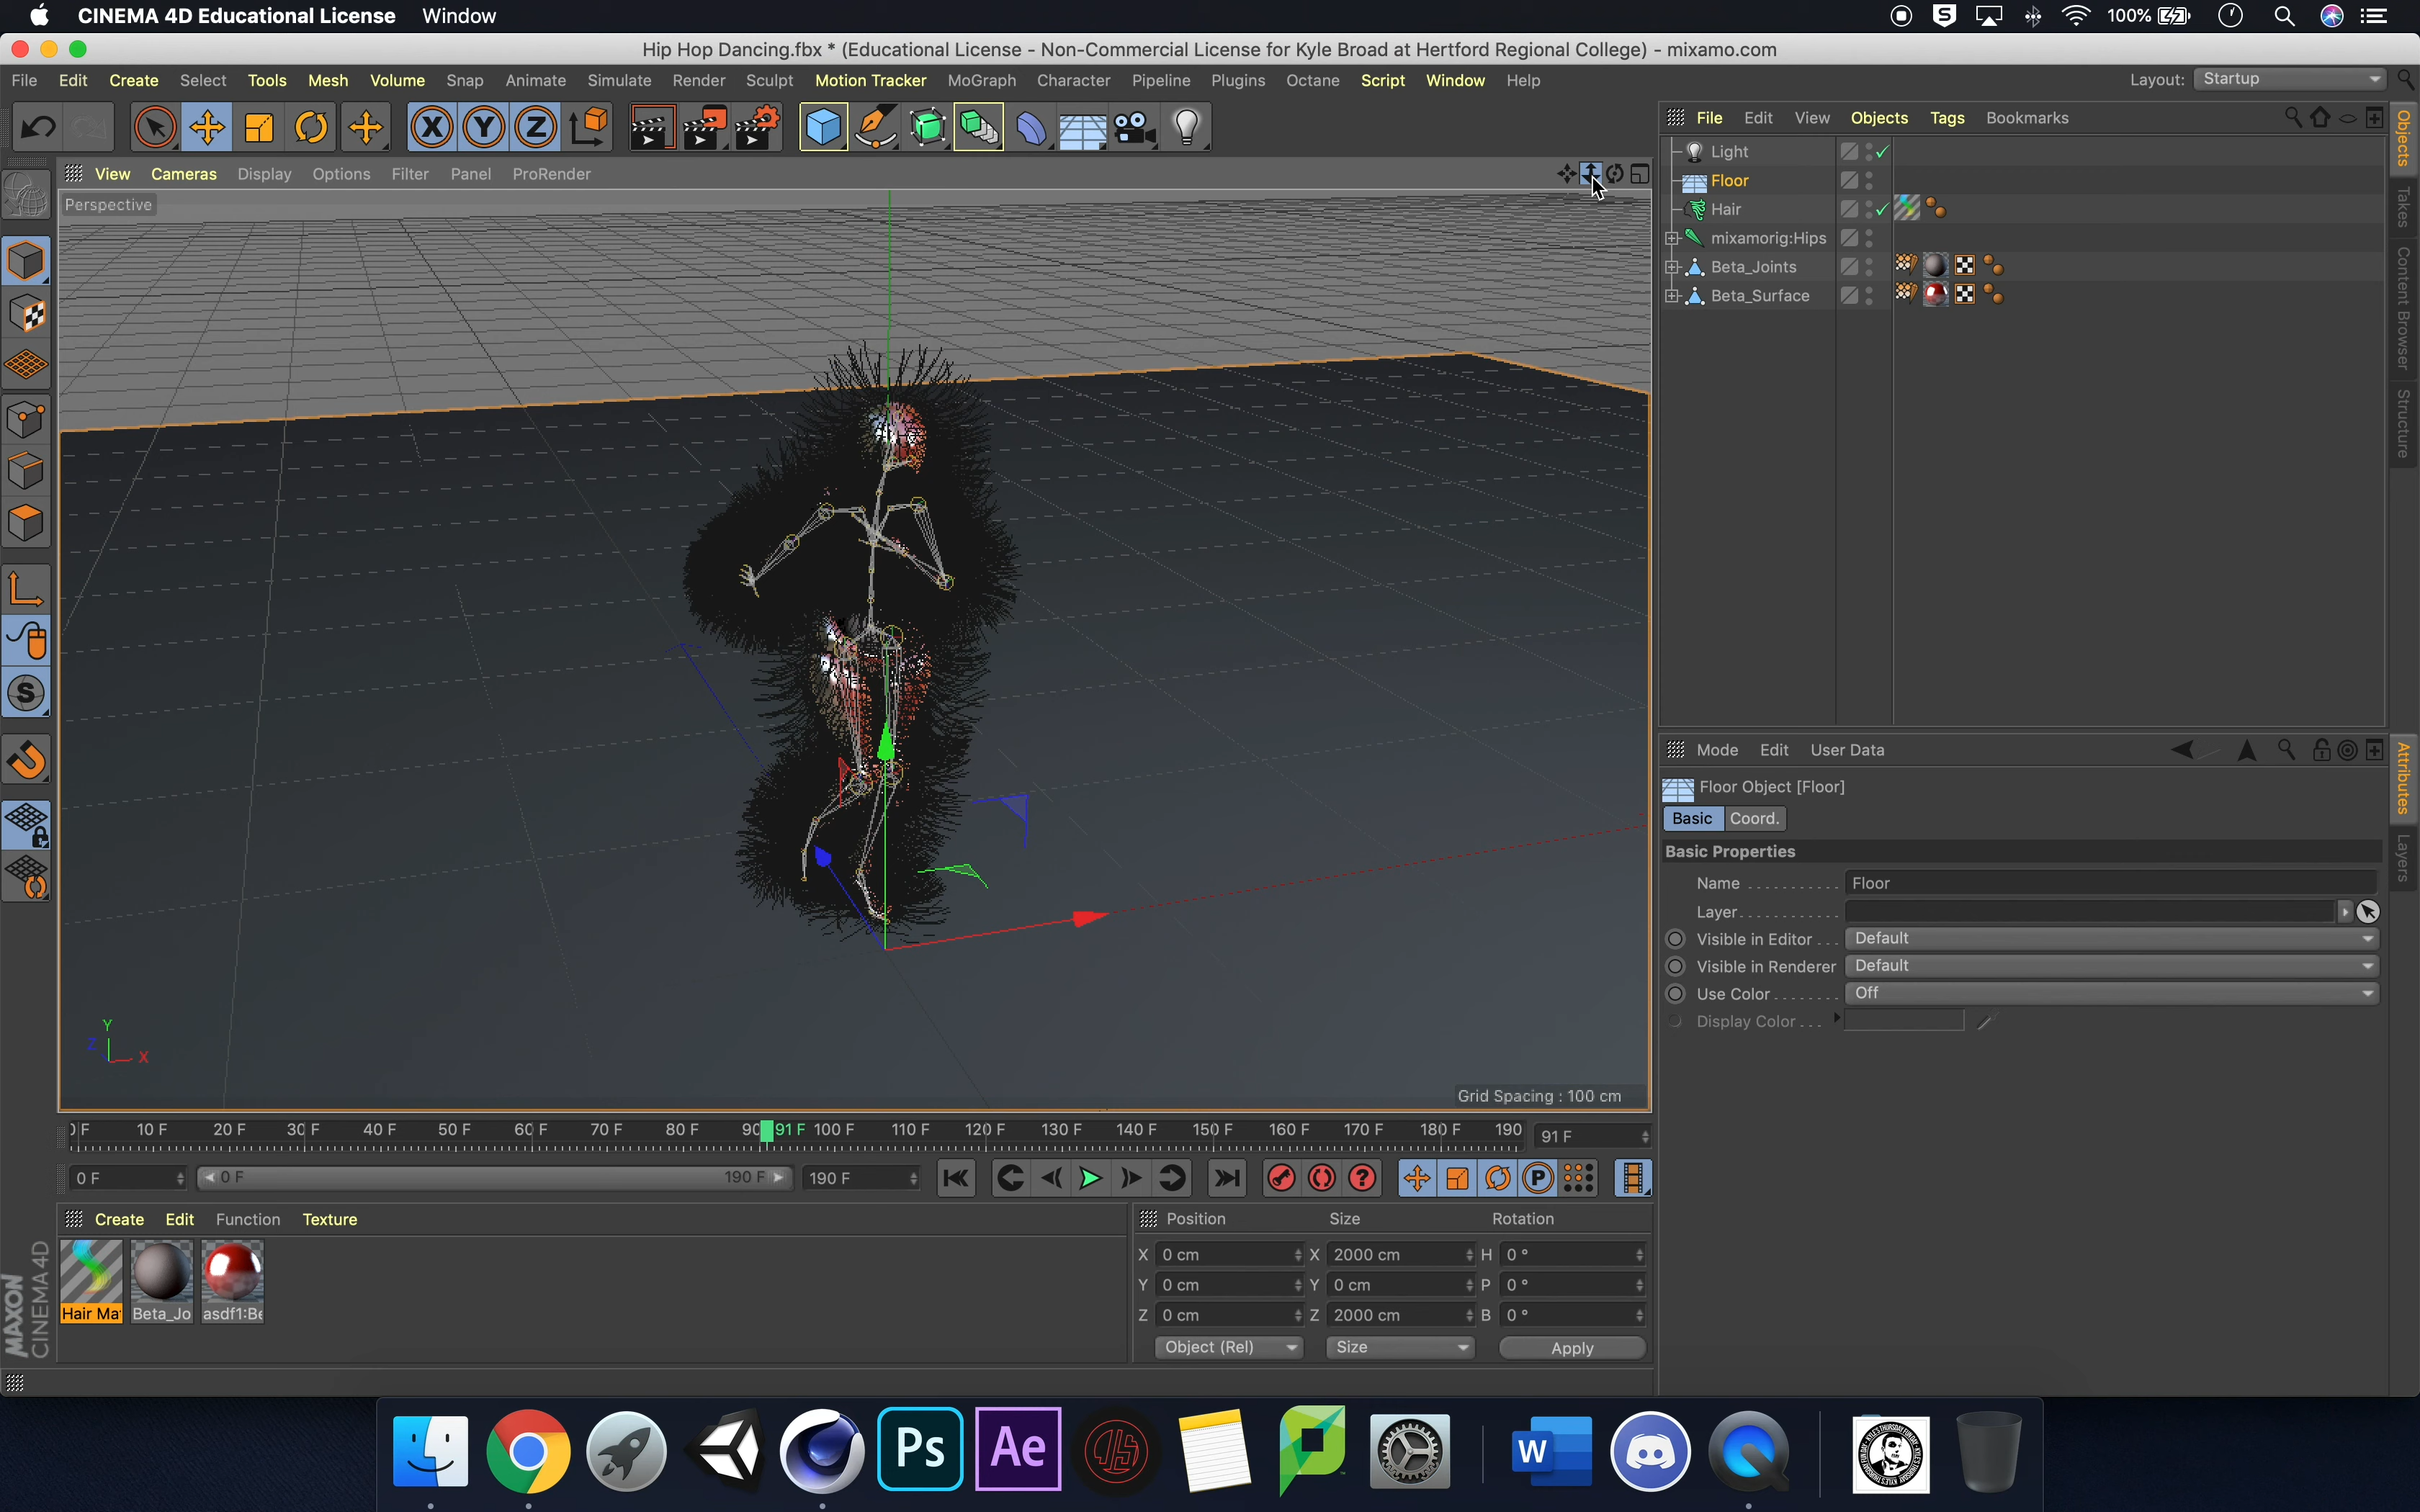 CINEMA 4D Educational License Window 100%
Hip Hop Dancing.fbx * (Educational License - Non-Commercial License for Kyle Broad at Hertford Regional College) - mixamo.com
File Edit Create Select Tools Mesh Volume Snap Animate Simulate Render Sculpt Motion Tracker MoGraph Character Pipeline Plugins Octane Script Window Help Layout: Startup
File Edit View Objects Tags Bookmarks
View Cameras Display Options Filter Panel ProRender
Perspective
Light
Floor
Hair
mixamorig:Hips
Beta_Joints
Beta_Surface
Objects
Takes
Content Browser
Structure
Mode Edit User Data
Floor Object [Floor]
Basic Coord.
Basic Properties
Name Floor
Layer
Visible in Editor Default
Visible in Renderer Default
Use Color Off
Display Color
Attributes
Layers
Y
Z X
Grid Spacing : 100 cm
10 F 20 F 30 F 40 F 50 F 60 F 70 F 80 F 90 91 F 100 F 110 F 120 F 130 F 140 F 150 F 160 F 170 F 180 F 190 91 F
0 F 0 F 190 F 190 F
Create Edit Function Texture
Position Size Rotation
X 0 cm X 2000 cm H 0 °
Y 0 cm Y 0 cm P 0 °
Z 0 cm Z 2000 cm B 0 °
Object (Rel) Size Apply
Hair Ma Beta_Jo asdf1:Be
MAXON
CINEMA 4D
Ps Ae W